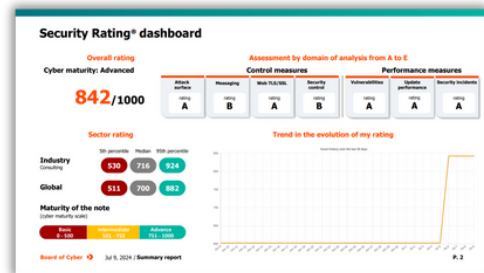 Security Rating® dashboard
Overall rating
Cyber maturity: Advanced
842/1000
Assessment by domain of analysis from A to E
Control measures
Performance measures
Attack surface
rating
A
Messaging
rating
B
Web TLS/SSL
rating
A
Security control
rating
B
Vulnerabilities
rating
A
Update performance
rating
A
Security incidents
rating
A
Sector rating
5th percentile Median 95th percentile
Industry
Consulting
530 716 924
Global
511 700 882
Maturity of the note
(cyber maturity scale)
Basic
0 - 500
Intermediate
501 - 750
Advance
751 - 1000
Trend in the evolution of my rating
Board of Cyber
Jul 9, 2024 / Summary report
P. 2